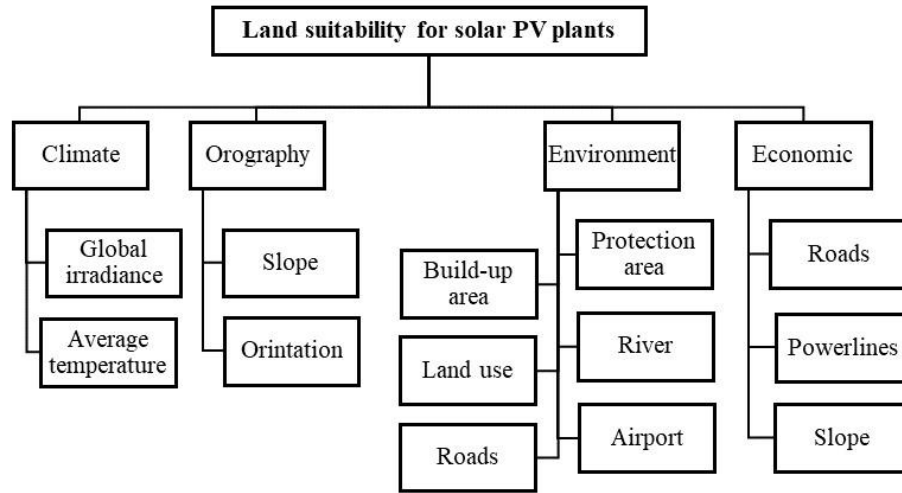 Land suitability for solar PV plants
Climate
Orography
Environment
Economic
Global
irradiance
Average
temperature
Slope
Orintation
Build-up
area
Land use
Roads
Protection
area
River
Airport
Roads
Powerlines
Slope